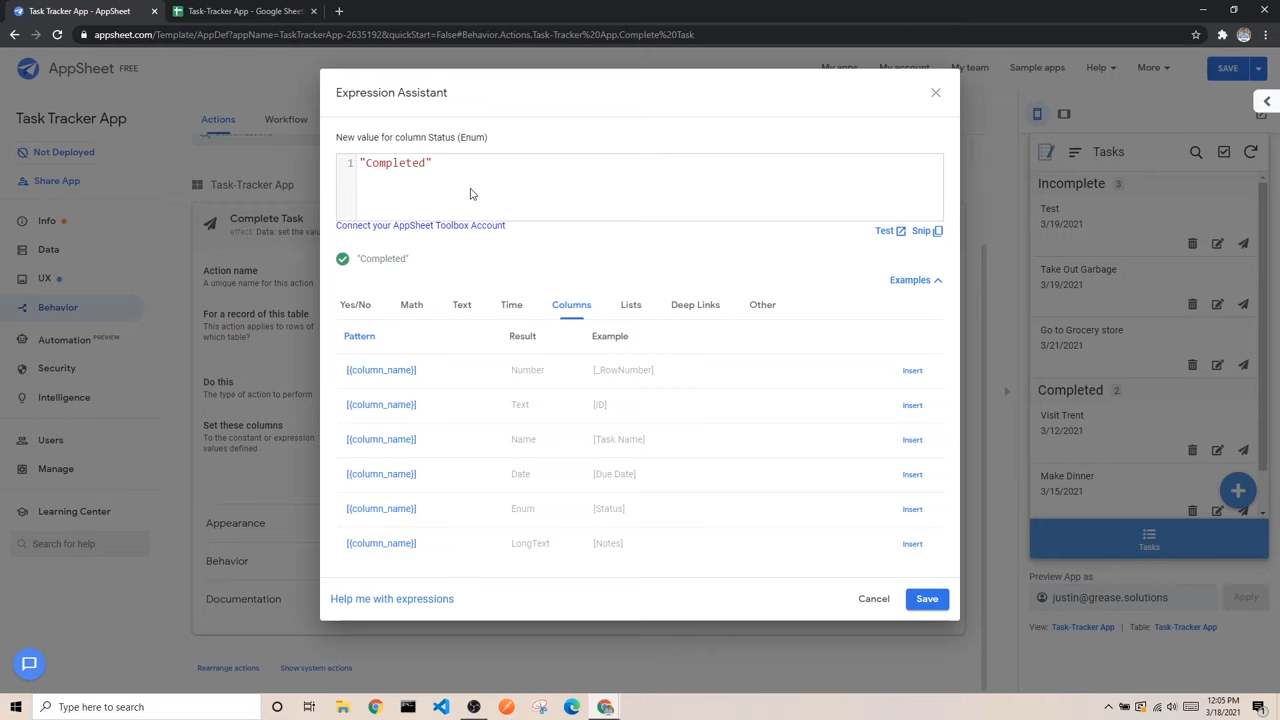 Task Tracker App - AppSheet
Task Tracker App - Google Sheet
appsheet.com/Template/AppDef?appName=TaskTrackerApp-2635192&quickStart=False#Behavior.Actions.Task-Tracker%20App.Complete%20Task
AppSheet FREE
My apps
My account
My team
Sample apps
Help
More
SAVE
Task Tracker App
Not Deployed
Share App
Info
Data
UX
Behavior
Automation PREVIEW
Security
Intelligence
Users
Manage
Learning Center
Search for help
Actions
Workflow
Search actions
Task-Tracker App
Complete Task
effect: Data: set the valu
Action name
A unique name for this action
For a record of this table
This action applies to rows of
which table?
Do this
The type of action to perform
Set these columns
To the constant or expression
values defined
Appearance
Behavior
Documentation
Rearrange actions
Show system actions
Expression Assistant
New value for column Status (Enum)
1 "Completed"
Connect your AppSheet Toolbox Account
Test
Snip
"Completed"
Examples
Yes/No Math Text Time Columns Lists Deep Links Other
Pattern Result Example
[{column_name}] Number [_RowNumber] Insert
[{column_name}] Text [ID] Insert
[{column_name}] Name [Task Name] Insert
[{column_name}] Date [Due Date] Insert
[{column_name}] Enum [Status] Insert
[{column_name}] LongText [Notes] Insert
Help me with expressions
Cancel
Save
Tasks
Incomplete 3
Test
3/19/2021
Take Out Garbage
3/19/2021
Go to Grocery store
3/21/2021
Completed 2
Visit Trent
3/12/2021
Make Dinner
3/15/2021
Tasks
Preview App as
justin@grease.solutions
Apply
View: Task-Tracker App | Table: Task-Tracker App
Type here to search
12:05 PM
3/18/2021